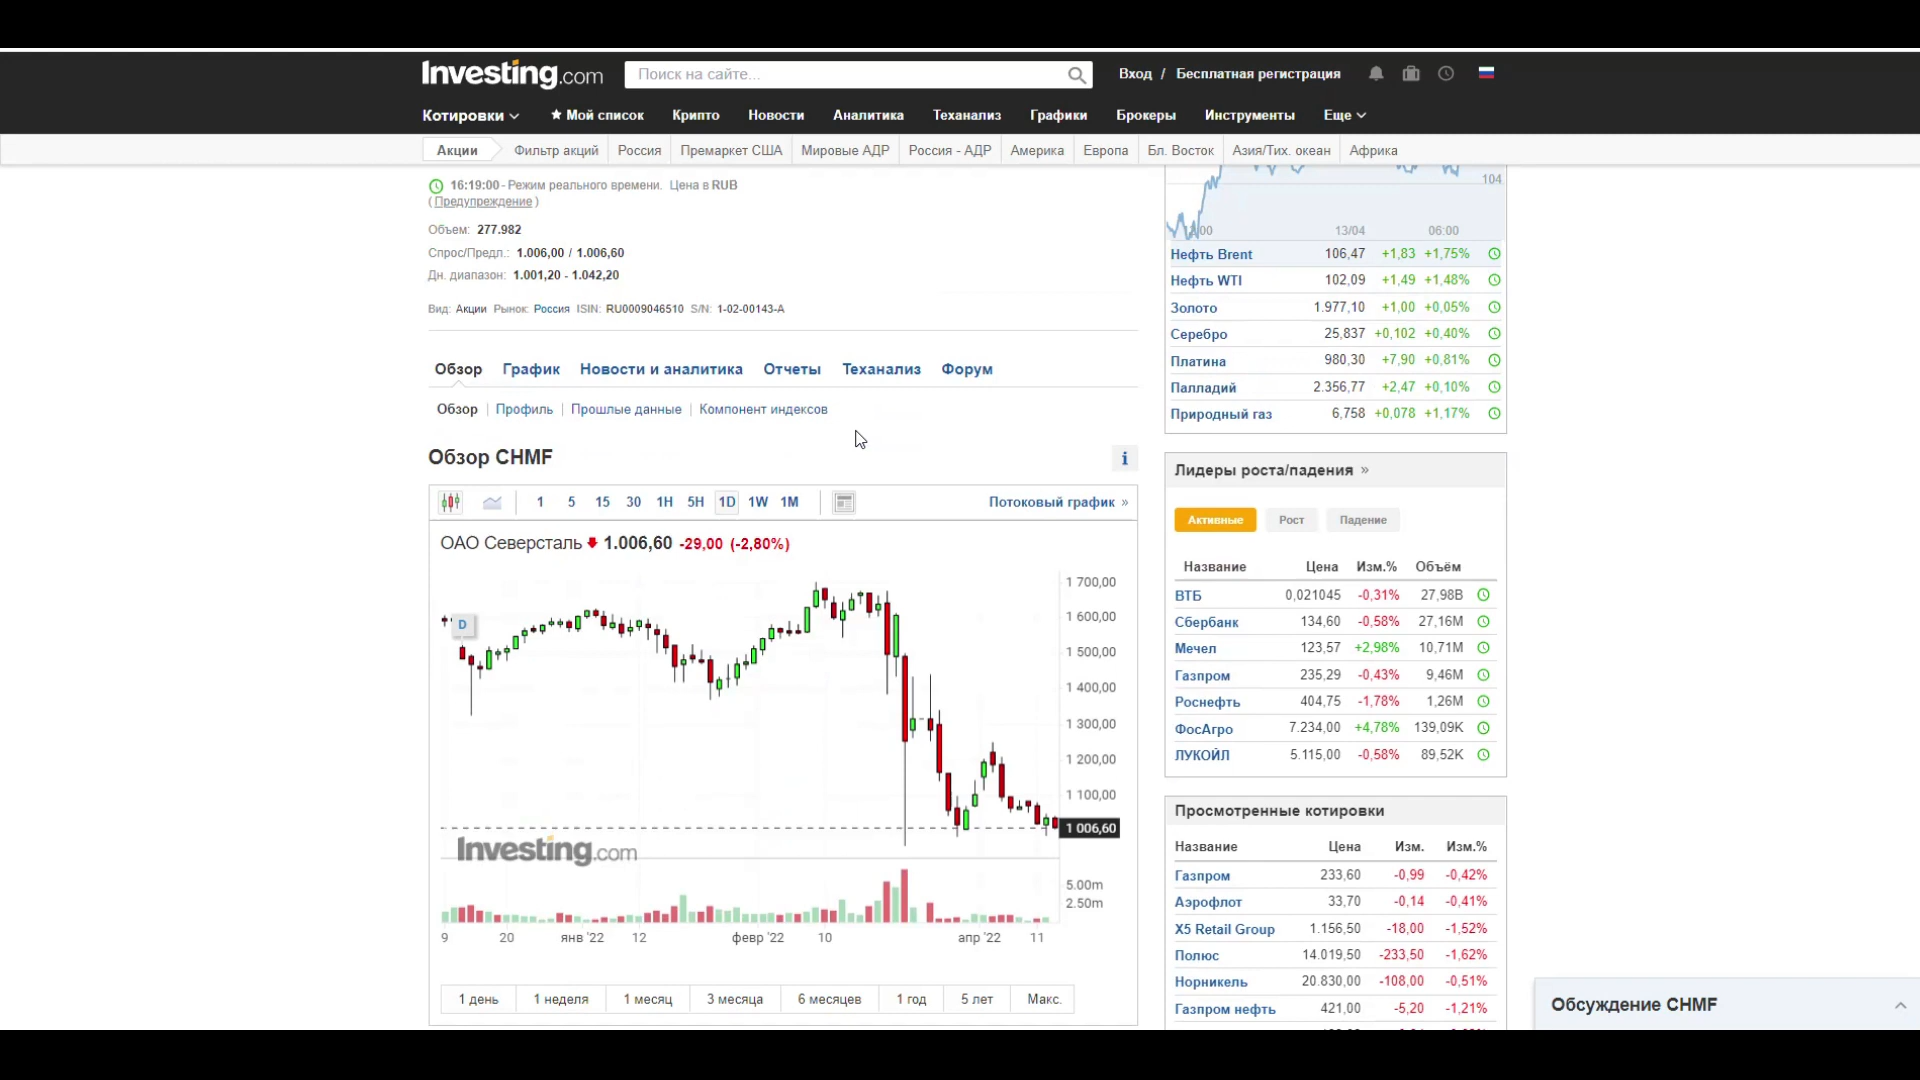 Investing.com
Поиск на сайте...
Вход / Бесплатная регистрация
Котировки
Мой список
Крипто
Новости
Аналитика
Теханализ
Графики
Брокеры
Инструменты
Еще
Акции
Фильтр акций
Россия
Премаркет США
Мировые АДР
Россия - АДР
Америка
Европа
Бл. Восток
Азия/Тих. океан
Африка
16:19:00 - Режим реального времени. Цена в RUB
( Предупреждение )
Объем: 277.982
Спрос/Предл.: 1.006,00 / 1.006,60
Дн. диапазон: 1.001,20 - 1.042,20
Вид: Акции Рынок: Россия ISIN: RU0009046510 S/N: 1-02-00143-A
Обзор График Новости и аналитика Отчеты Теханализ Форум
Обзор Профиль Прошлые данные Компонент индексов
Обзор CHMF
i
1 5 15 30 1H 5H 1D 1W 1M
Потоковый график »
ОАО Северсталь 1.006,60 -29,00 (-2,80%)
D
1 700,00
1 600,00
1 500,00
1 400,00
1 300,00
1 200,00
1 100,00
1 006,60
Investing.com
5.00m
2.50m
9 20 янв '22 12 февр '22 10 апр '22 11
1 день 1 неделя 1 месяц 3 месяца 6 месяцев 1 год 5 лет Макс.
104
13/04 06:00
Нефть Brent 106,47 +1,83 +1,75%
Нефть WTI 102,09 +1,49 +1,48%
Золото 1.977,10 +1,00 +0,05%
Серебро 25,837 +0,102 +0,40%
Платина 980,30 +7,90 +0,81%
Палладий 2.356,77 +2,47 +0,10%
Природный газ 6,758 +0,078 +1,17%
Лидеры роста/падения »
Активные Рост Падение
Название Цена Изм.% Объём
ВТБ 0,021045 -0,31% 27,98B
Сбербанк 134,60 -0,58% 27,16M
Мечел 123,57 +2,98% 10,71M
Газпром 235,29 -0,43% 9,46M
Роснефть 404,75 -1,78% 1,26M
ФосАгро 7.234,00 +4,78% 139,09K
ЛУКОЙЛ 5.115,00 -0,58% 89,52K
Просмотренные котировки
Название Цена Изм. Изм.%
Газпром 233,60 -0,99 -0,42%
Аэрофлот 33,70 -0,14 -0,41%
X5 Retail Group 1.156,50 -18,00 -1,52%
Полюс 14.019,50 -233,50 -1,62%
Норникель 20.830,00 -108,00 -0,51%
Газпром нефть 421,00 -5,20 -1,21%
Обсуждение CHMF